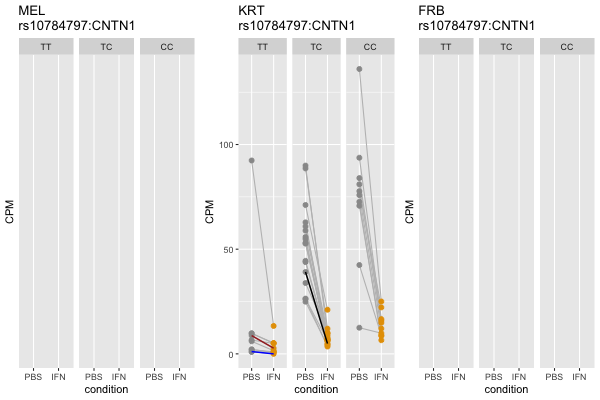 MEL
rs10784797:CNTN1
TT TC CC
CPM
PBS IFN PBS IFN PBS IFN
condition
KRT
rs10784797:CNTN1
TT TC CC
100
50
0
CPM
PBS IFN PBS IFN PBS IFN
condition
FRB
rs10784797:CNTN1
TT TC CC
CPM
PBS IFN PBS IFN PBS IFN
condition